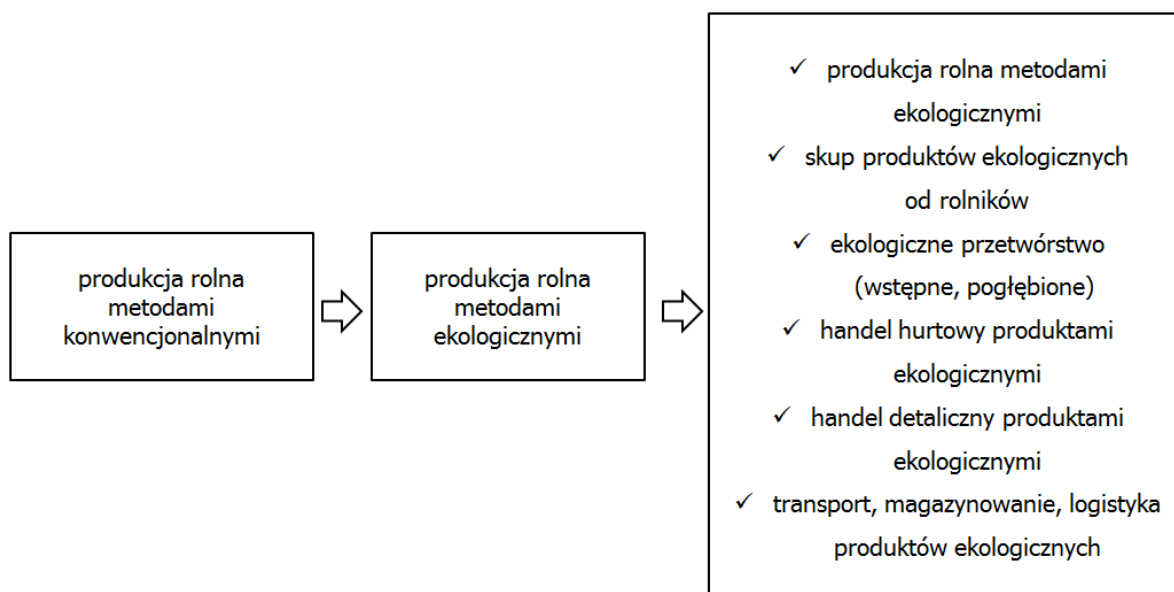 produkcja rolna
metodami
konwencjonalnymi
produkcja rolna
metodami
ekologicznymi
✓ produkcja rolna metodami
ekologicznymi
✓ skup produktów ekologicznych
od rolników
✓ ekologiczne przetwórstwo
(wstępne, pogłębione)
✓ handel hurtowy produktami
ekologicznymi
✓ handel detaliczny produktami
ekologicznymi
✓ transport, magazynowanie, logistyka
produktów ekologicznych